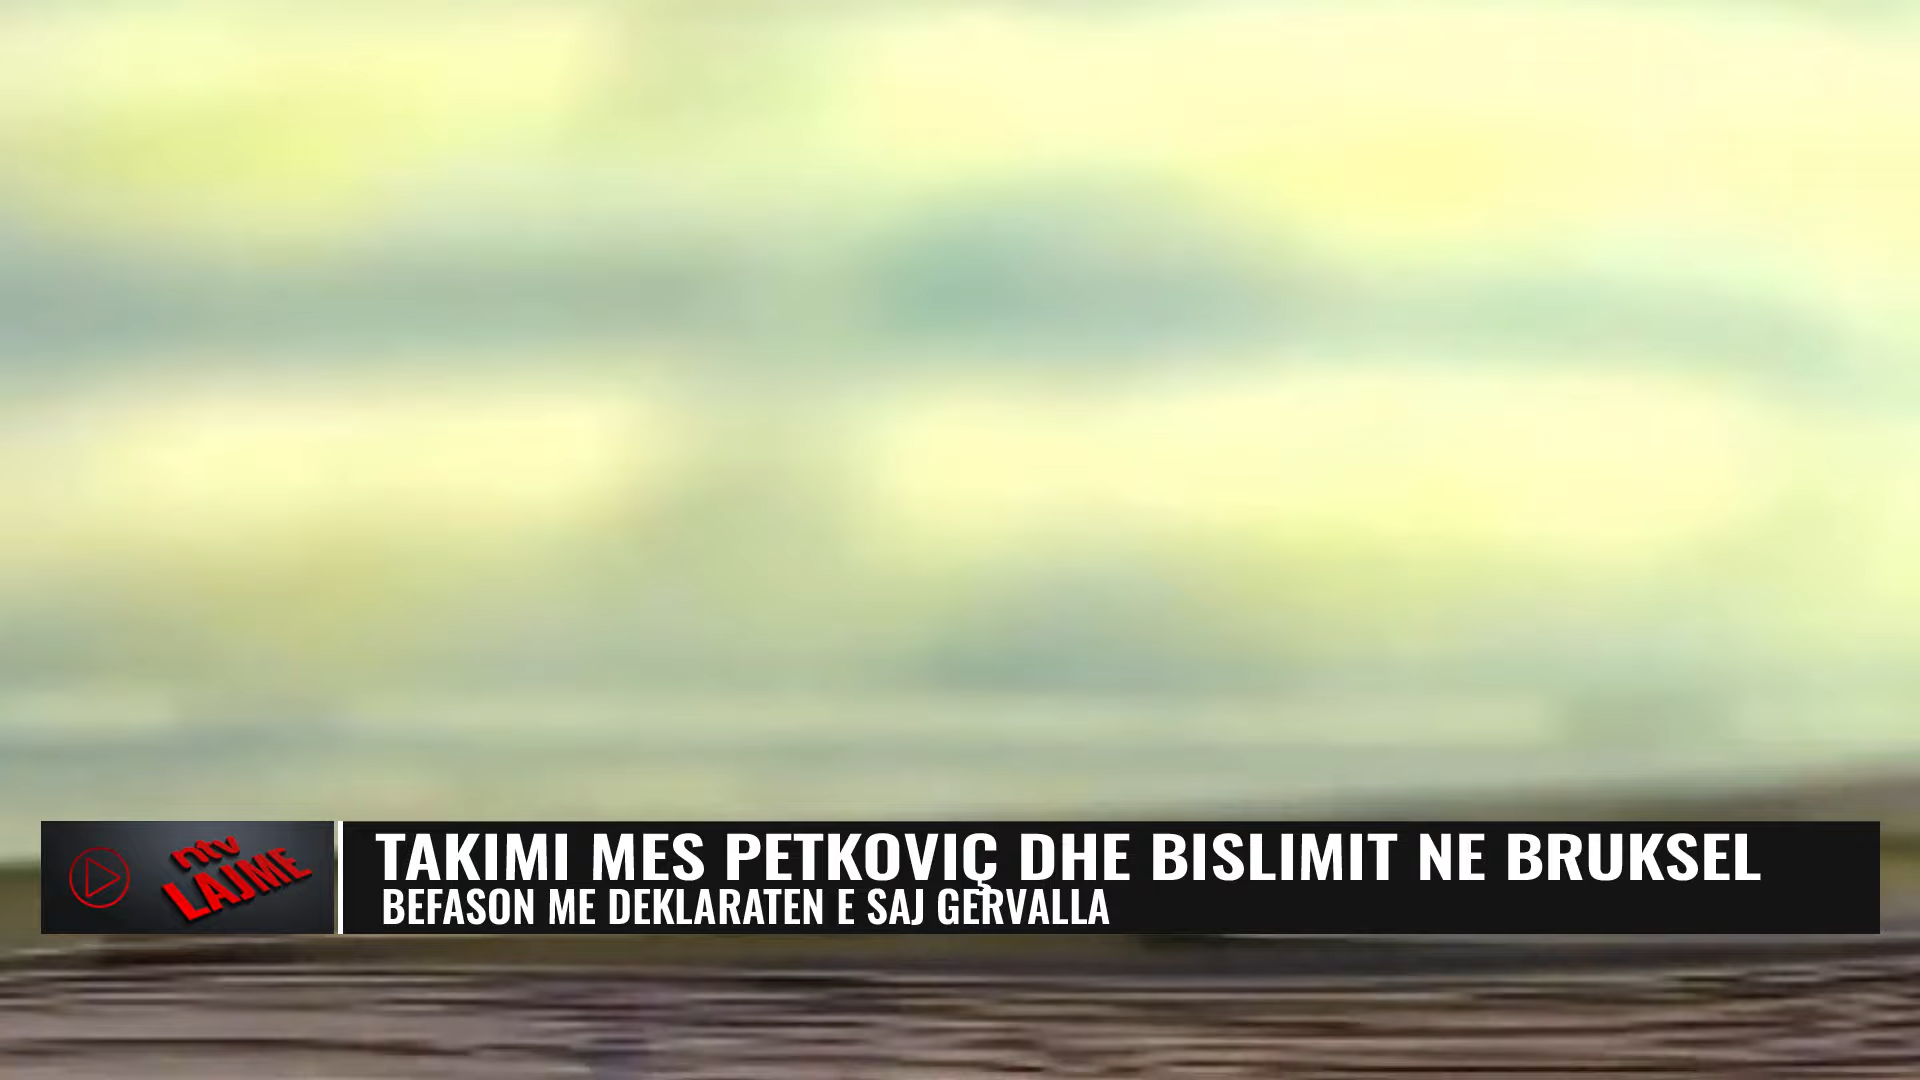 ntv
LAJME
TAKIMI MES PETKOVIÇ DHE BISLIMIT NE BRUKSEL
BEFASON ME DEKLARATEN E SAJ GERVALLA